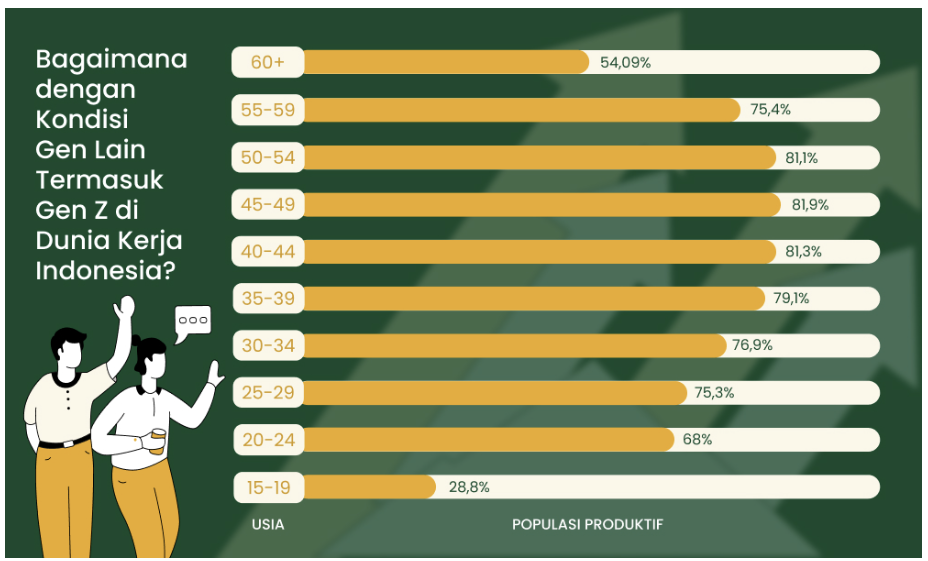 Bagaimana
dengan
Kondisi
Gen Lain
Termasuk
Gen Z di
Dunia Kerja
Indonesia?
60+ 54,09%
55-59 75,4%
50-54 81,1%
45-49 81,9%
40-44 81,3%
35-39 79,1%
30-34 76,9%
25-29 75,3%
20-24 68%
15-19 28,8%
USIA POPULASI PRODUKTIF